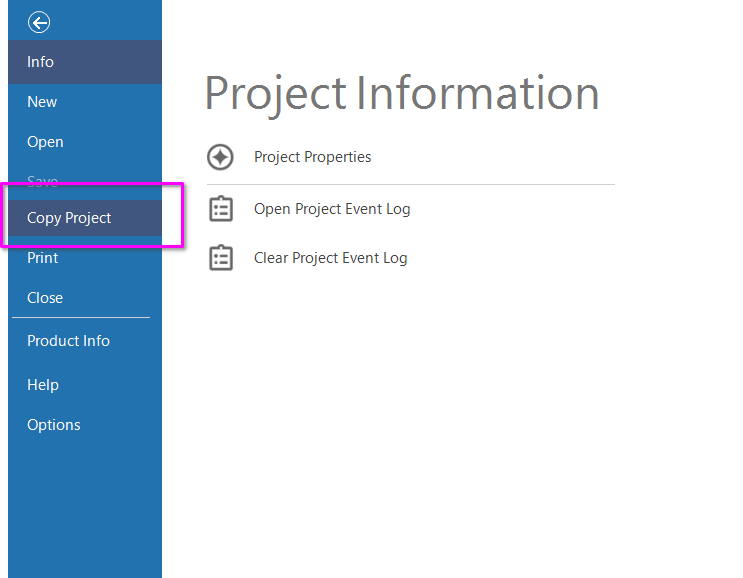 Info
New
Open
Save
Copy Project
Print
Close
Product Info
Help
Options
Project Information
Project Properties
Open Project Event Log
Clear Project Event Log